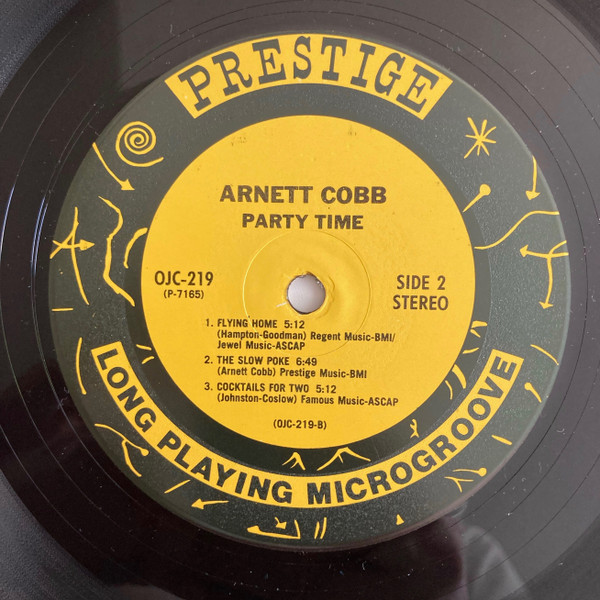 PRESTIGE
ARNETT COBB
PARTY TIME
OJC-219
(P-7165)
SIDE 2
STEREO
1. FLYING HOME 5:12
(Hampton-Goodman) Regent Music-BMI/
Jewel Music-ASCAP
2. THE SLOW POKE 6:49
(Arnett Cobb) Prestige Music-BMI
3. COCKTAILS FOR TWO 5:12
(Johnston-Coslow) Famous Music-ASCAP
(OJC-219-B)
LONG PLAYING MICROGROOVE